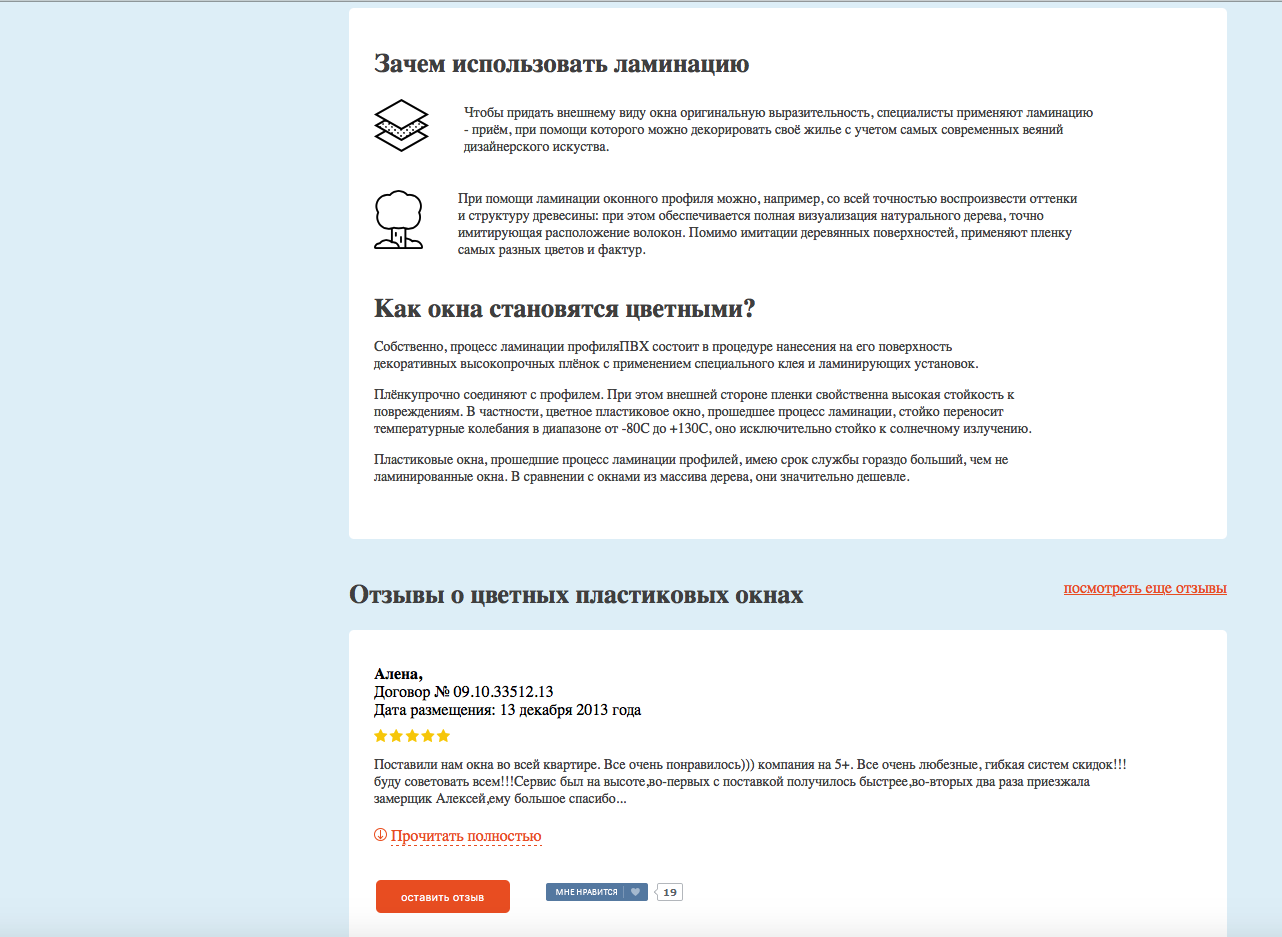 Зачем использовать ламинацию
Чтобы придать внешнему виду окна оригинальную выразительность, специалисты применяют ламинацию
- приём, при помощи которого можно декорировать своё жилье с учетом самых современных веяний
дизайнерского искуства.
При помощи ламинации оконного профиля можно, например, со всей точностью воспроизвести оттенки
и структуру древесины: при этом обеспечивается полная визуализация натурального дерева, точно
имитирующая расположение волокон. Помимо имитации деревянных поверхностей, применяют пленку
самых разных цветов и фактур.
Как окна становятся цветными?
Собственно, процесс ламинации профиляПВХ состоит в процедуре нанесения на его поверхность
декоративных высокопрочных плёнок с применением специального клея и ламинирующих установок.
Плёнкупрочно соединяют с профилем. При этом внешней стороне пленки свойственна высокая стойкость к
повреждениям. В частности, цветное пластиковое окно, прошедшее процесс ламинации, стойко переносит
температурные колебания в диапазоне от -80С до +130С, оно исключительно стойко к солнечному излучению.
Пластиковые окна, прошедшие процесс ламинации профилей, имею срок службы гораздо больший, чем не
ламинированные окна. В сравнении с окнами из массива дерева, они значительно дешевле.
Отзывы о цветных пластиковых окнах
посмотреть еще отзывы
Алена,
Договор № 09.10.33512.13
Дата размещения: 13 декабря 2013 года
Поставили нам окна во всей квартире. Все очень понравилось))) компания на 5+. Все очень любезные, гибкая систем скидок!!!
буду советовать всем!!!Сервис был на высоте,во-первых с поставкой получилось быстрее,во-вторых два раза приезжала
замерщик Алексей,ему большое спасибо...
Прочитать полностью
оставить отзыв
МНЕ НРАВИТСЯ
19